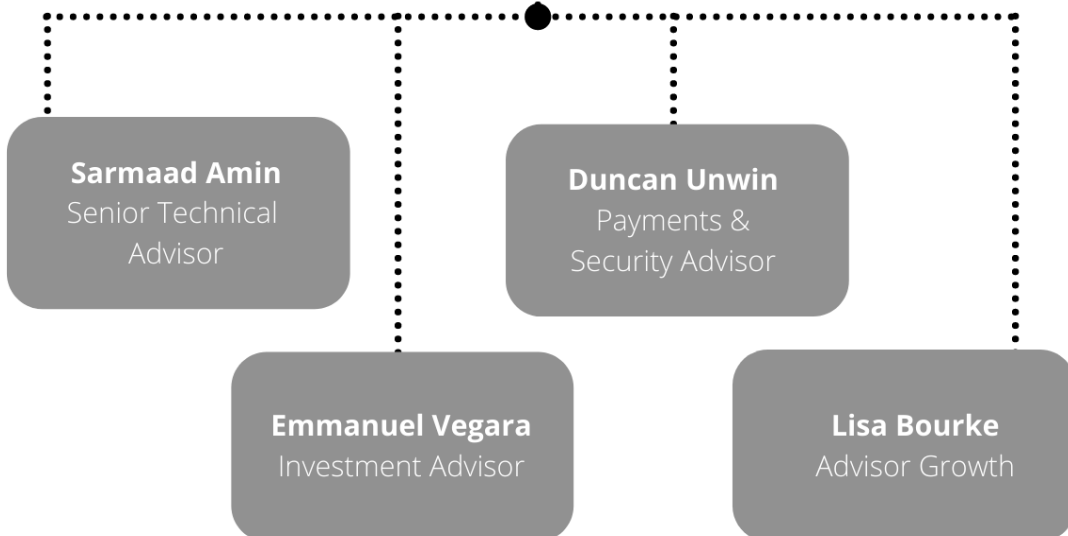 Sarmaad Amin
Senior Technical
Advisor
Duncan Unwin
Payments &
Security Advisor
Emmanuel Vegara
Investment Advisor
Lisa Bourke
Advisor Growth